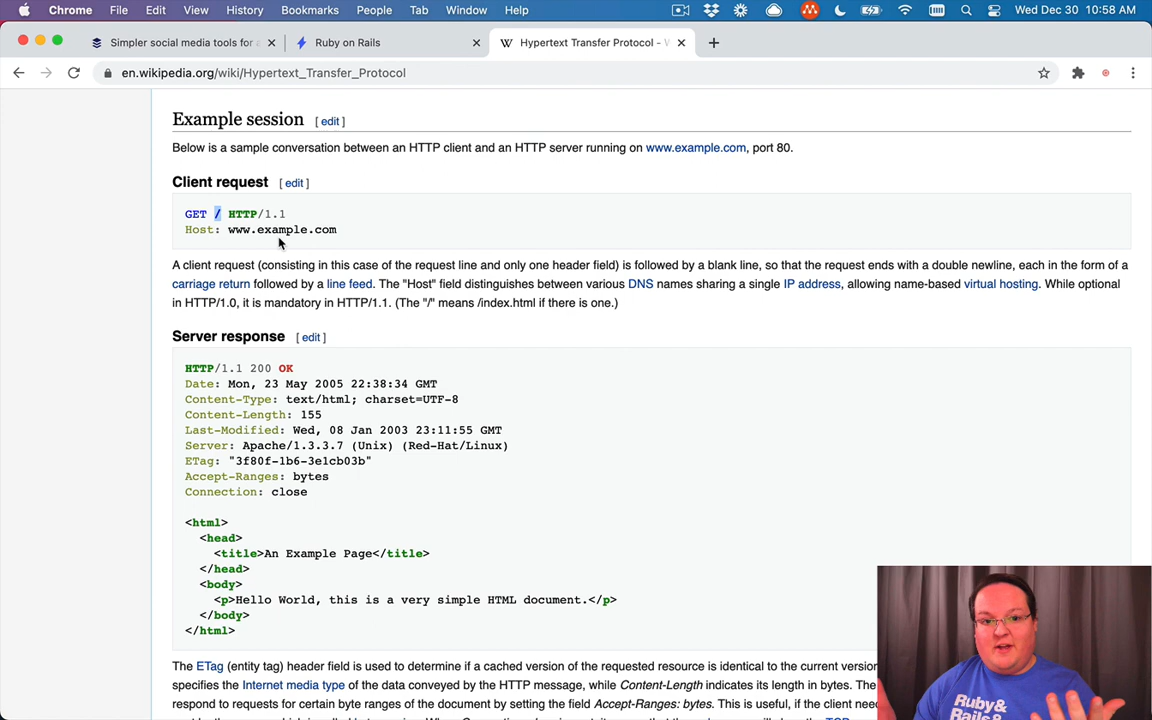 Chrome File Edit View History Bookmarks People Tab Window Help Wed Dec 30 10:58 AM
Simpler social media tools for a
Ruby on Rails
Hypertext Transfer Protocol - W
en.wikipedia.org/wiki/Hypertext_Transfer_Protocol
Example session [ edit ]
Below is a sample conversation between an HTTP client and an HTTP server running on www.example.com, port 80.
Client request [ edit ]
GET / HTTP/1.1
Host: www.example.com
A client request (consisting in this case of the request line and only one header field) is followed by a blank line, so that the request ends with a double newline, each in the form of a
carriage return followed by a line feed. The "Host" field distinguishes between various DNS names sharing a single IP address, allowing name-based virtual hosting. While optional
in HTTP/1.0, it is mandatory in HTTP/1.1. (The "/" means /index.html if there is one.)
Server response [ edit ]
HTTP/1.1 200 OK
Date: Mon, 23 May 2005 22:38:34 GMT
Content-Type: text/html; charset=UTF-8
Content-Length: 155
Last-Modified: Wed, 08 Jan 2003 23:11:55 GMT
Server: Apache/1.3.3.7 (Unix) (Red-Hat/Linux)
ETag: "3f80f-1b6-3e1cb03b"
Accept-Ranges: bytes
Connection: close
<html>
<head>
<title>An Example Page</title>
</head>
<body>
<p>Hello World, this is a very simple HTML document.</p>
</body>
</html>
The ETag (entity tag) header field is used to determine if a cached version of the requested resource is identical to the current version
specifies the Internet media type of the data conveyed by the HTTP message, while Content-Length indicates its length in bytes. The
respond to requests for certain byte ranges of the document by setting the field Accept-Ranges: bytes. This is useful, if the client need
Ruby&
Rails&